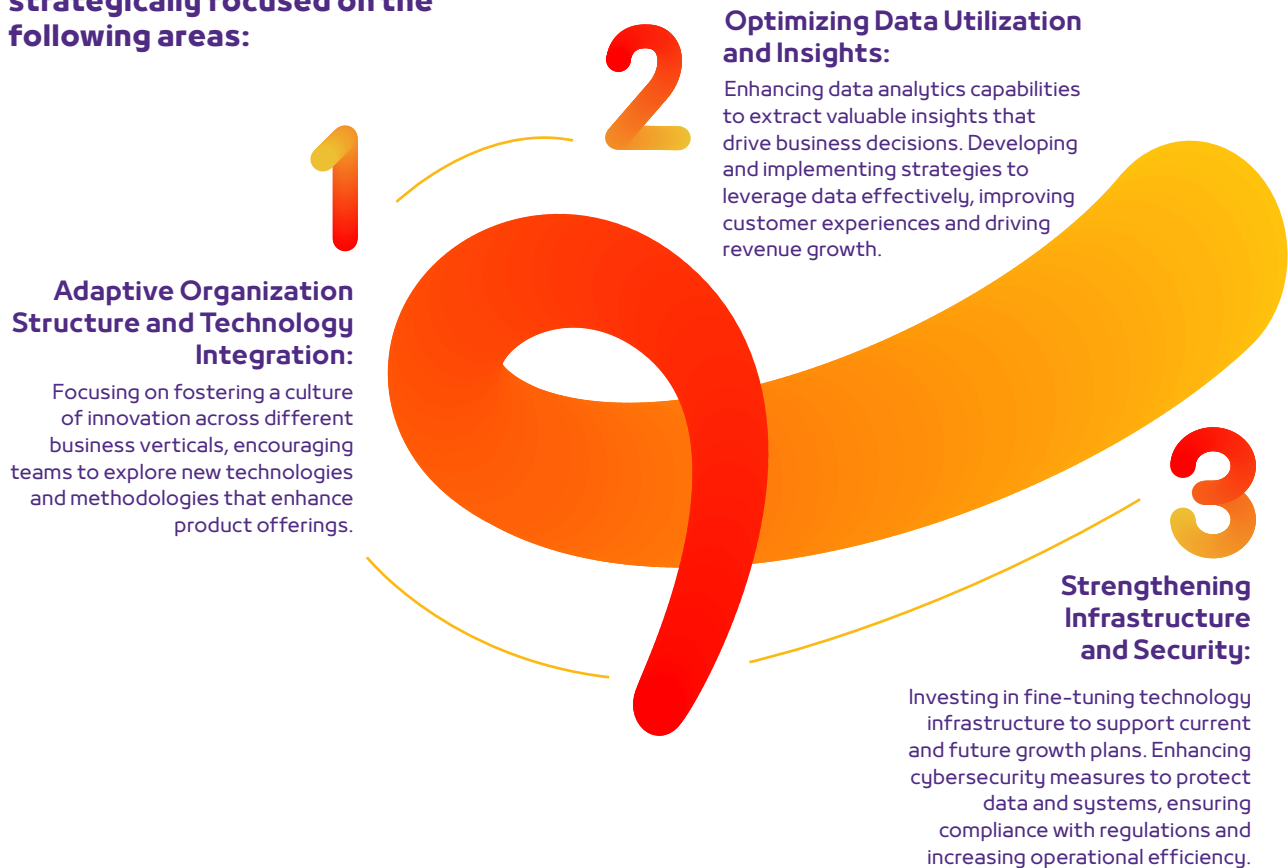 strategically focused on the
following areas:
1
Adaptive Organization
Structure and Technology
Integration:
Focusing on fostering a culture
of innovation across different
business verticals, encouraging
teams to explore new technologies
and methodologies that enhance
product offerings.
2
Optimizing Data Utilization
and Insights:
Enhancing data analytics capabilities
to extract valuable insights that
drive business decisions. Developing
and implementing strategies to
leverage data effectively, improving
customer experiences and driving
revenue growth.
3
Strengthening
Infrastructure
and Security:
Investing in fine-tuning technology
infrastructure to support current
and future growth plans. Enhancing
cybersecurity measures to protect
data and systems, ensuring
compliance with regulations and
increasing operational efficiency.